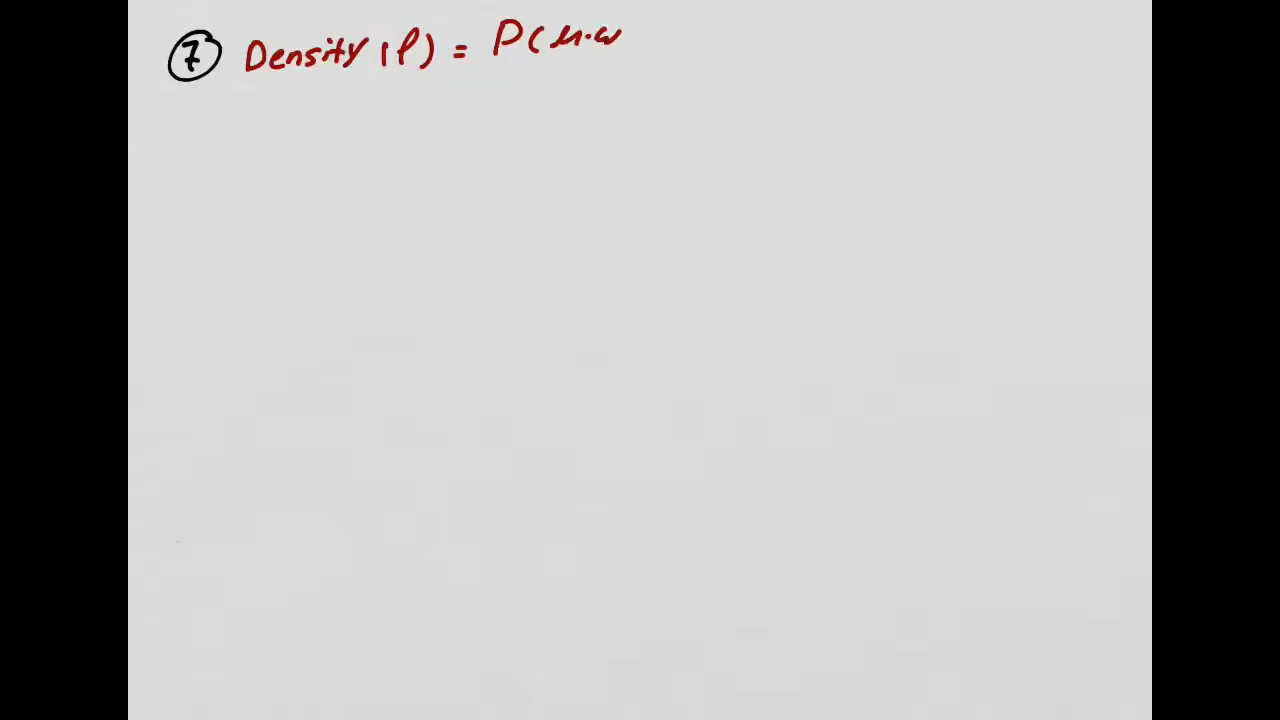 ⑦ Density (ρ) = P(M.w